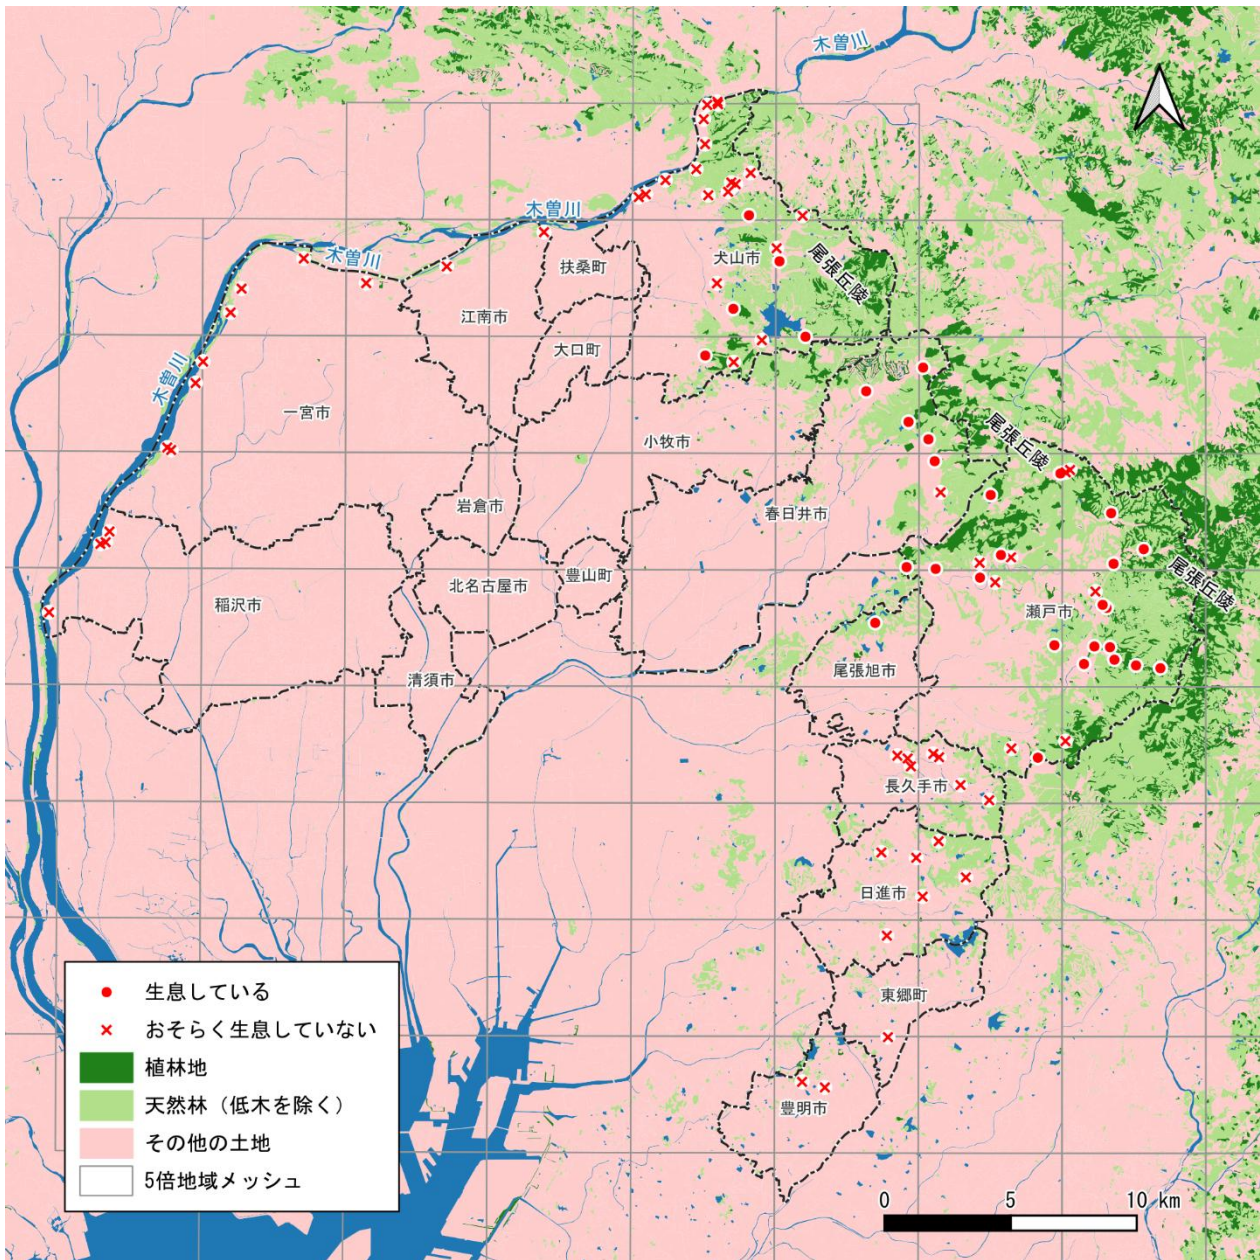 木曽川
木曽川
木曽川
木曽川
犬山市
尾張丘陵
扶桑町
江南市
大口町
一宮市
小牧市
尾張丘陵
岩倉市
春日井市
北名古屋市
豊山町
尾張丘陵
稲沢市
瀬戸市
尾張旭市
清須市
長久手市
日進市
東郷町
豊明市
生息している
おそらく生息していない
植林地
天然林（低木を除く）
その他の土地
5倍地域メッシュ
0 5 10 km